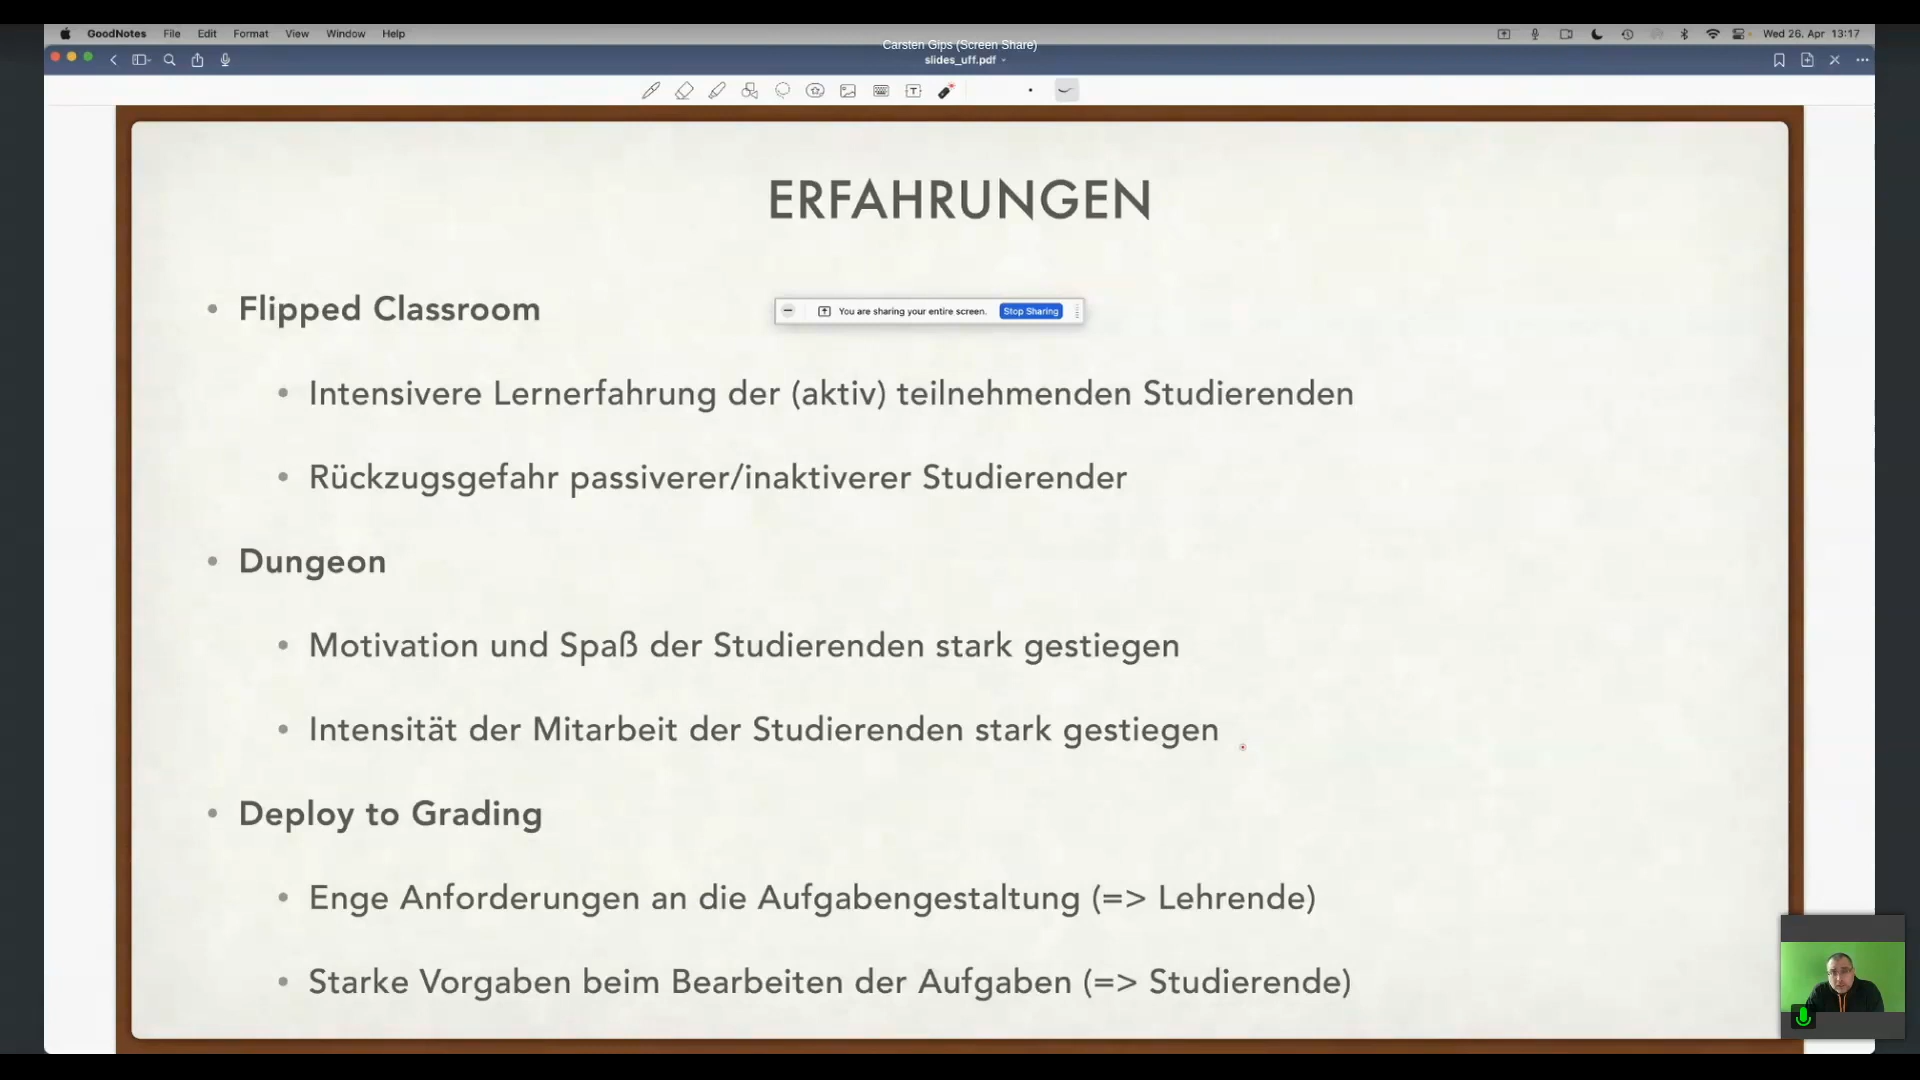 GoodNotes File Edit Format View Window Help
Wed 26. Apr 13:17
Carsten Gips (Screen Share)
slides_uff.pdf
ERFAHRUNGEN
• Flipped Classroom
You are sharing your entire screen. Stop Sharing
• Intensivere Lernerfahrung der (aktiv) teilnehmenden Studierenden
• Rückzugsgefahr passiverer/inaktiverer Studierender
• Dungeon
• Motivation und Spaß der Studierenden stark gestiegen
• Intensität der Mitarbeit der Studierenden stark gestiegen
• Deploy to Grading
• Enge Anforderungen an die Aufgabengestaltung (=> Lehrende)
• Starke Vorgaben beim Bearbeiten der Aufgaben (=> Studierende)